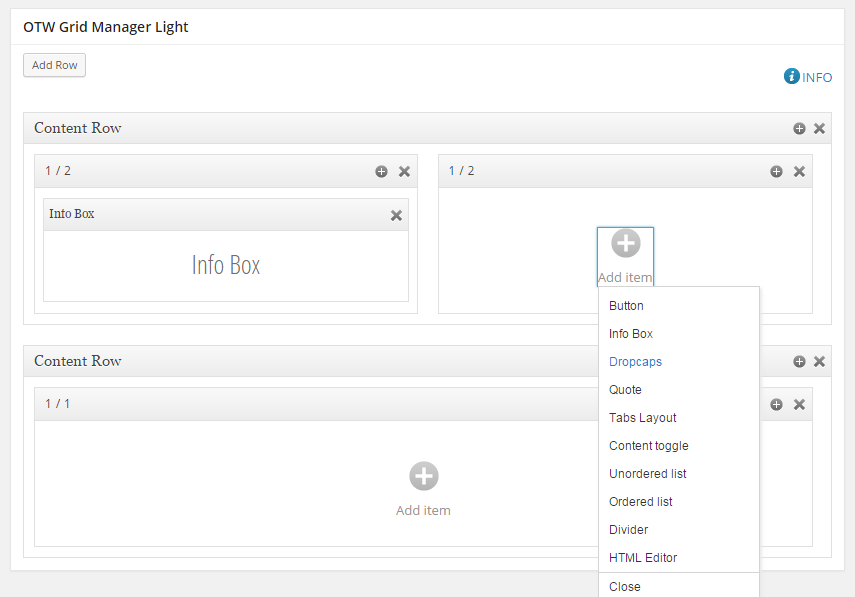 OTW Grid Manager Light
Add Row
INFO
Content Row
1 / 2
1 / 2
Info Box
Info Box
Add item
Button
Info Box
Dropcaps
Quote
Tabs Layout
Content toggle
Unordered list
Ordered list
Divider
HTML Editor
Close
Content Row
1 / 1
Add item